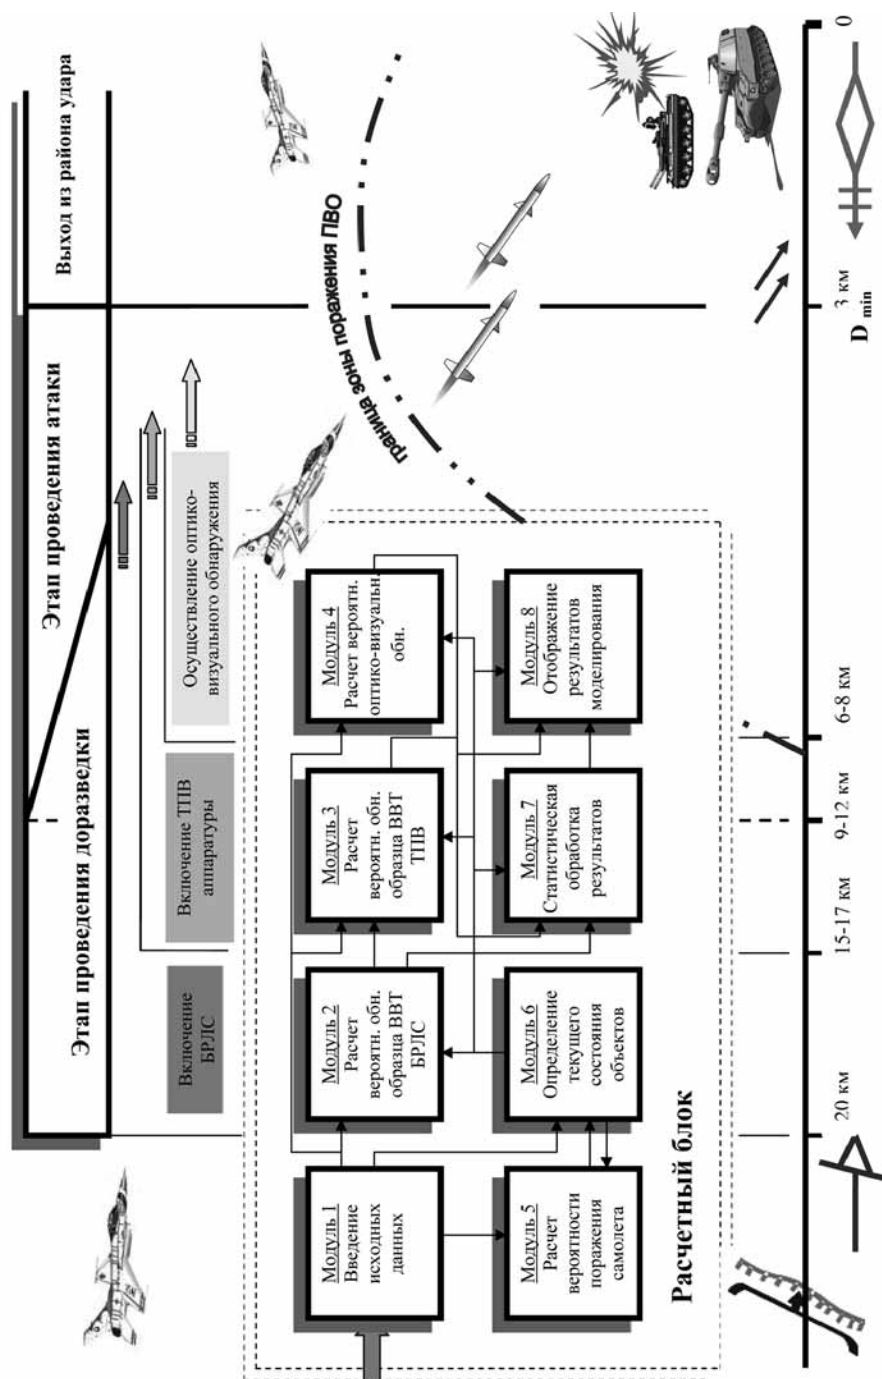 Этап проведения доразведки
Этап проведения атаки
Выход из района удара
Включение
БРЛС
Включение ТПВ
аппаратуры
Осуществление оптико-
визуального обнаружения
граница зоны поражения ПВО
Модуль 1
Введение
исходных
данных
Модуль 2
Расчет
вероятн. обн.
образца ВВТ
БРЛС
Модуль 3
Расчет
вероятн. обн.
образца ВВТ
ТПВ
Модуль 4
Расчет вероятн.
оптико-визуальн.
обн.
Модуль 5
Расчет
вероятности
поражения
самолета
Модуль 6
Определение
текущего
состояния
объектов
Модуль 7
Статистическая
обработка
результатов
Модуль 8
Отображение
результатов
моделирования
Расчетный блок
20 км
15-17 км
9-12 км
6-8 км
3 км
0
D min